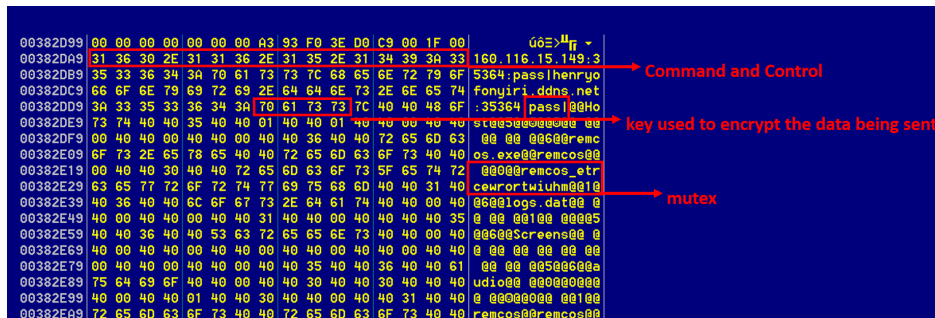 00382D99 00 00 00 00 00 00 00 A3 93 F0 3E D0 C9 00 1F 00 úô≡>╨╔ ▼
00382DA9 31 36 30 2E 31 31 36 2E 31 35 2E 31 34 39 3A 33 160.116.15.149:3
Command and Control
00382DB9 35 33 36 34 3A 70 61 73 73 7C 68 65 6E 72 79 6F 5364:pass|henryo
00382DC9 66 6F 6E 79 69 72 69 2E 64 64 6E 73 2E 6E 65 74 fonyiri.ddns.net
00382DD9 3A 33 35 33 36 34 3A 70 61 73 73 7C 40 40 48 6F :35364:pass|@@Ho
00382DE9 73 74 40 40 35 40 40 01 40 40 01 40 40 00 40 40 st@@5@@☺@@☺@@ @@
key used to encrypt the data being sent
00382DF9 00 40 40 00 40 40 00 40 40 36 40 40 72 65 6D 63 @@ @@ @@6@@remc
00382E09 6F 73 2E 65 78 65 40 40 72 65 6D 63 6F 73 40 40 os.exe@@remcos@@
00382E19 00 40 40 30 40 40 72 65 6D 63 6F 73 5F 65 74 72 @@0@@remcos_etr
00382E29 63 65 77 72 6F 72 74 77 69 75 68 6D 40 40 31 40 cewrortwiuhm@@1@
mutex
00382E39 40 36 40 40 6C 6F 67 73 2E 64 61 74 40 40 00 40 @6@@logs.dat@@ @
00382E49 40 00 40 40 00 40 40 31 40 40 00 40 40 40 40 35 @ @@ @@1@@ @@@@5
00382E59 40 40 36 40 40 53 63 72 65 65 6E 73 40 40 00 40 @@6@@Screens@@ @
00382E69 40 00 40 40 00 40 40 00 40 40 00 40 40 00 40 40 @ @@ @@ @@ @@ @@
00382E79 00 40 40 00 40 40 00 40 40 35 40 40 36 40 40 61 @@ @@ @@5@@6@@a
00382E89 75 64 69 6F 40 40 00 40 40 30 40 40 30 40 40 40 udio@@ @@0@@0@@@
00382E99 40 00 40 40 01 40 40 30 40 40 00 40 40 31 40 40 @ @@☺@@0@@ @@1@@
00382EA9 72 65 6D 63 6F 73 40 40 72 65 6D 63 6F 73 40 40 remcos@@remcos@@